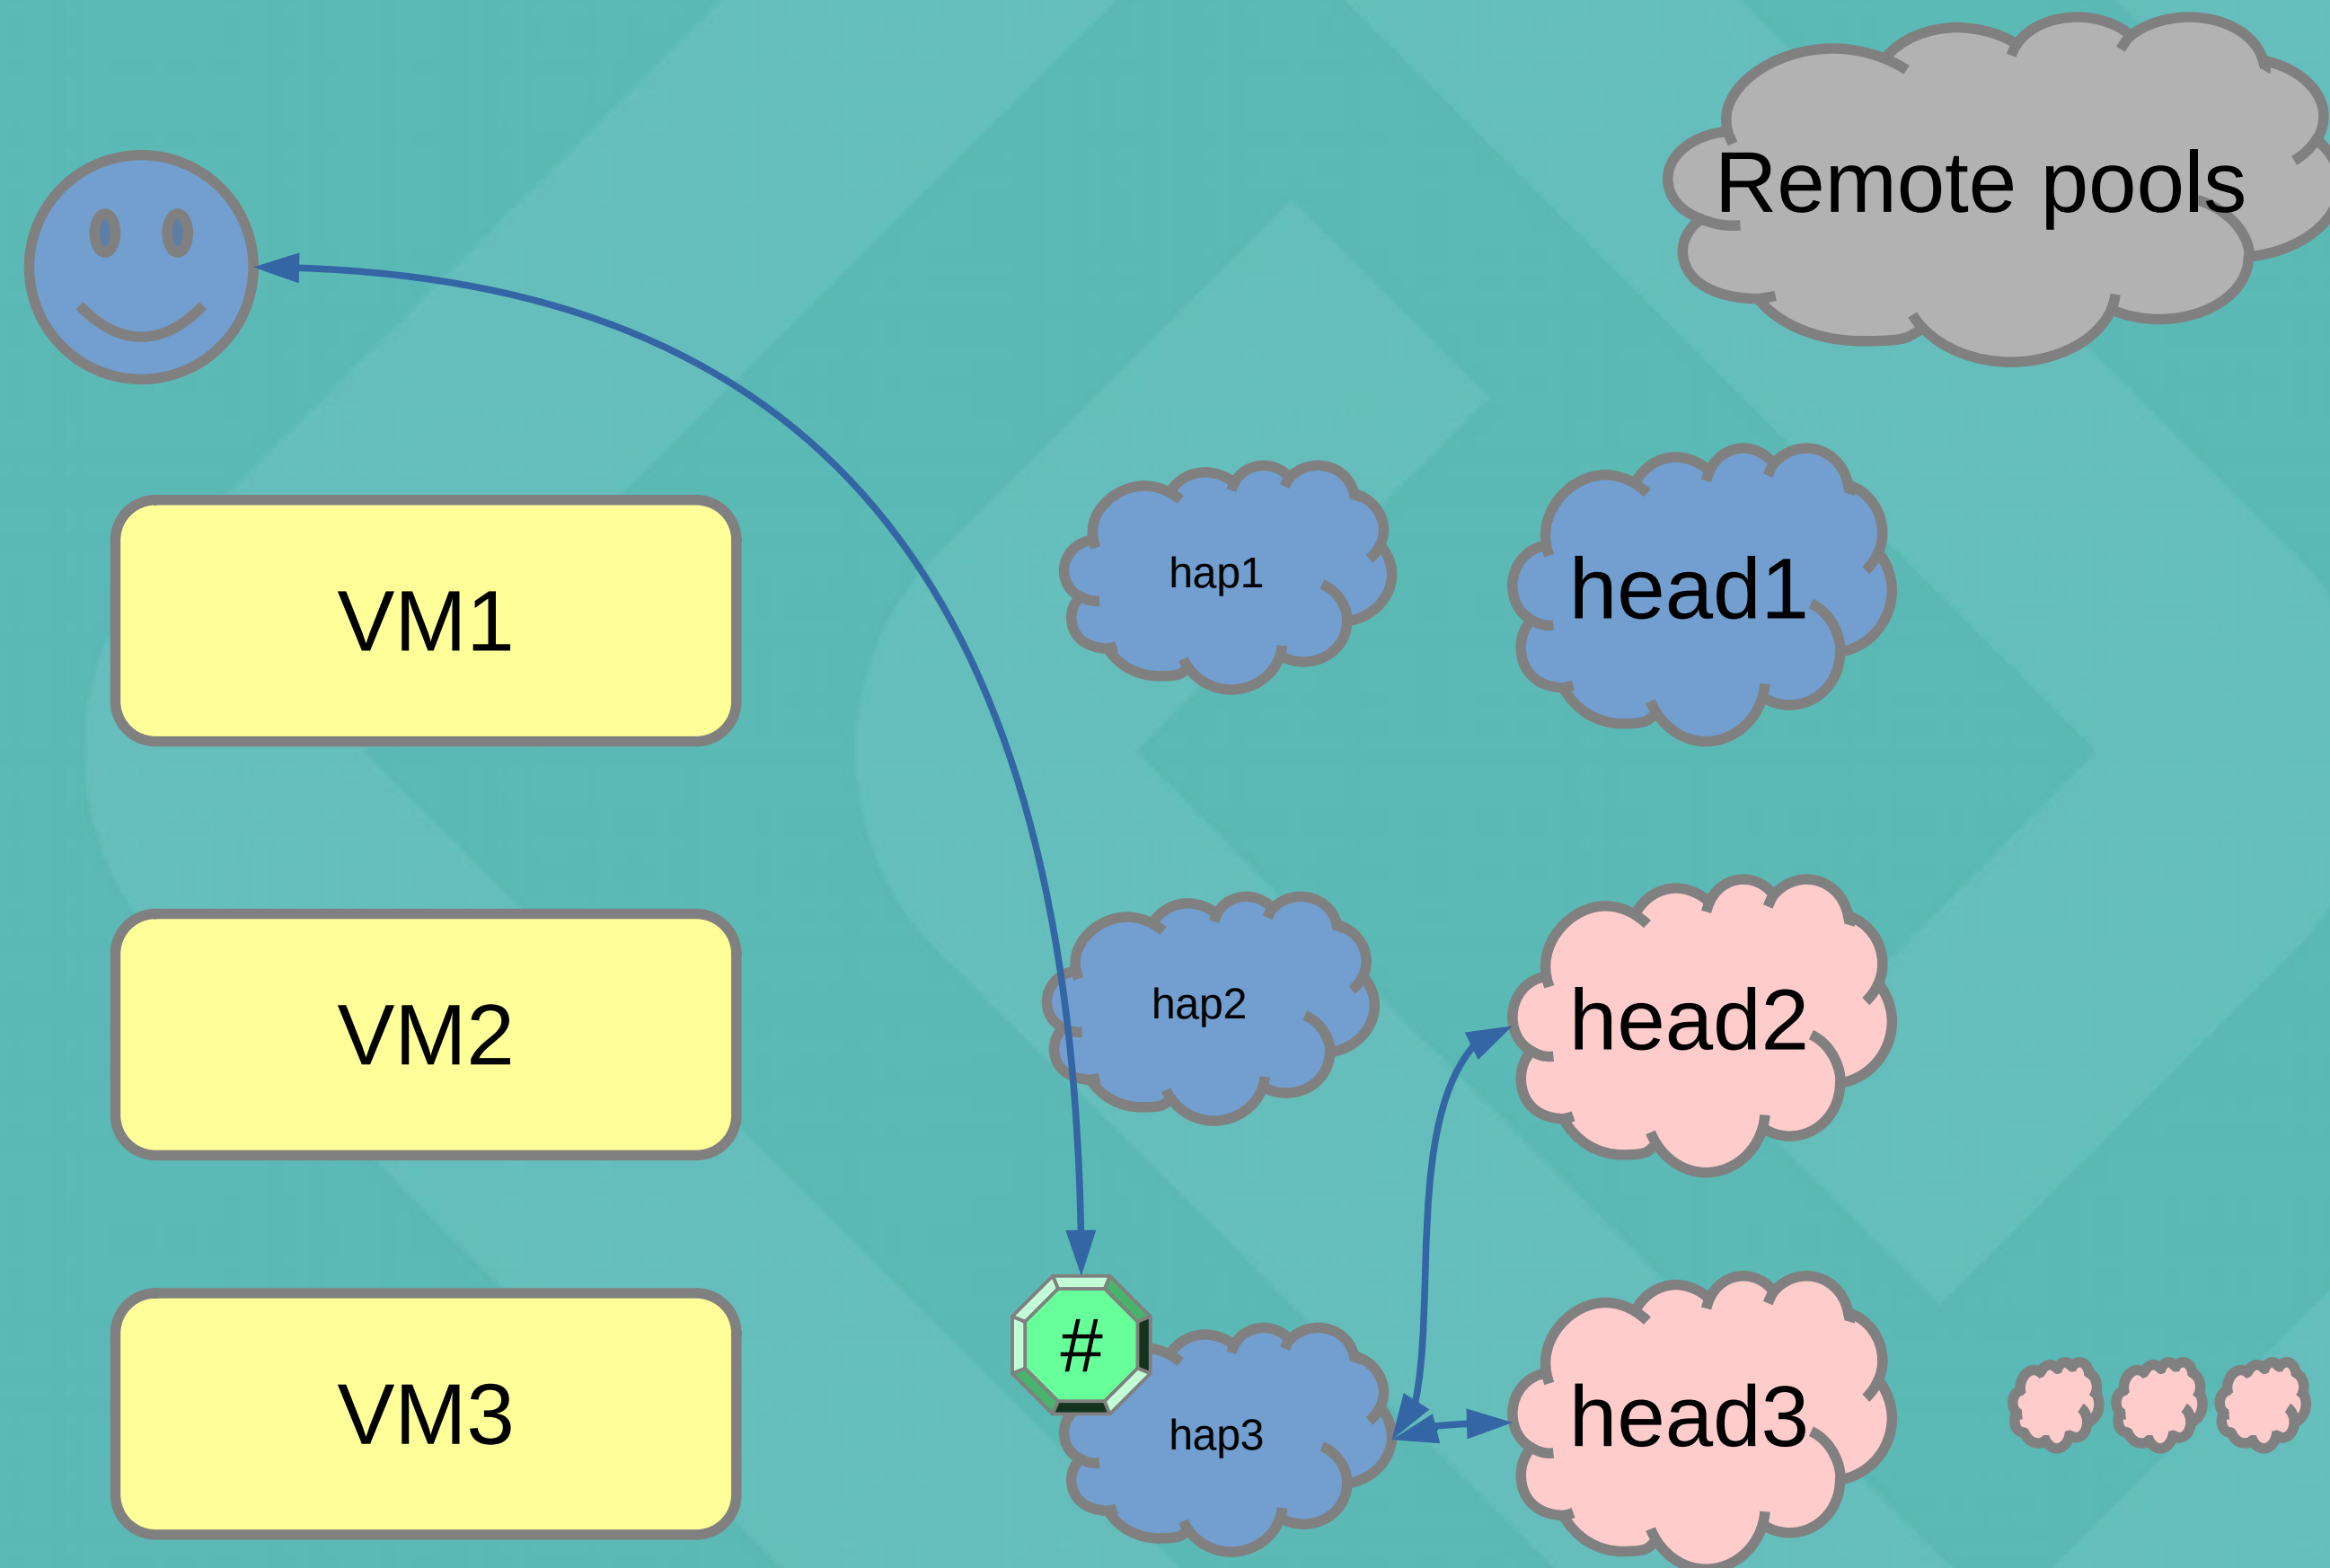 Remote pools
VM1
hap1
head1
VM2
hap2
head2
#
VM3
hap3
head3